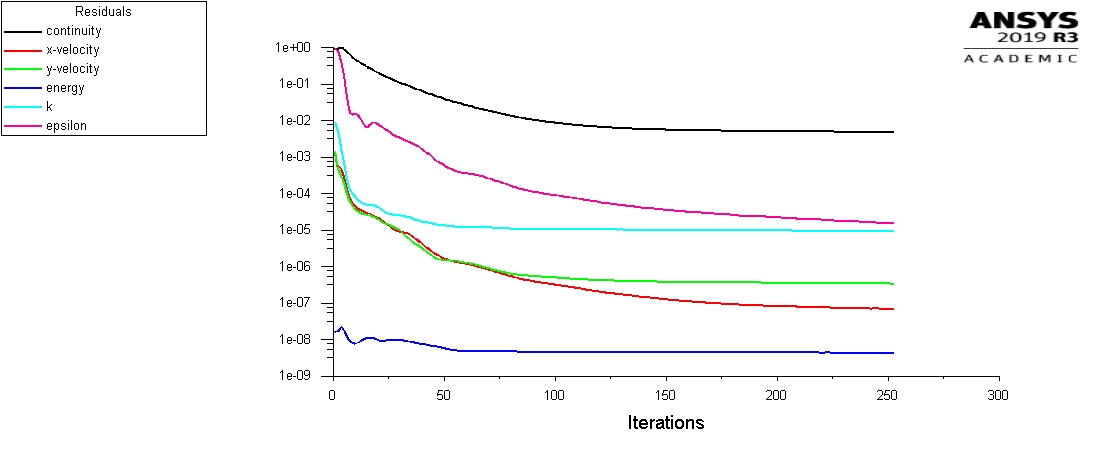 Residuals
continuity
x-velocity
y-velocity
energy
k
epsilon
ANSYS
2019 R3
ACADEMIC
1e+00
1e-01
1e-02
1e-03
1e-04
1e-05
1e-06
1e-07
1e-08
1e-09
0 50 100 150 200 250 300
Iterations